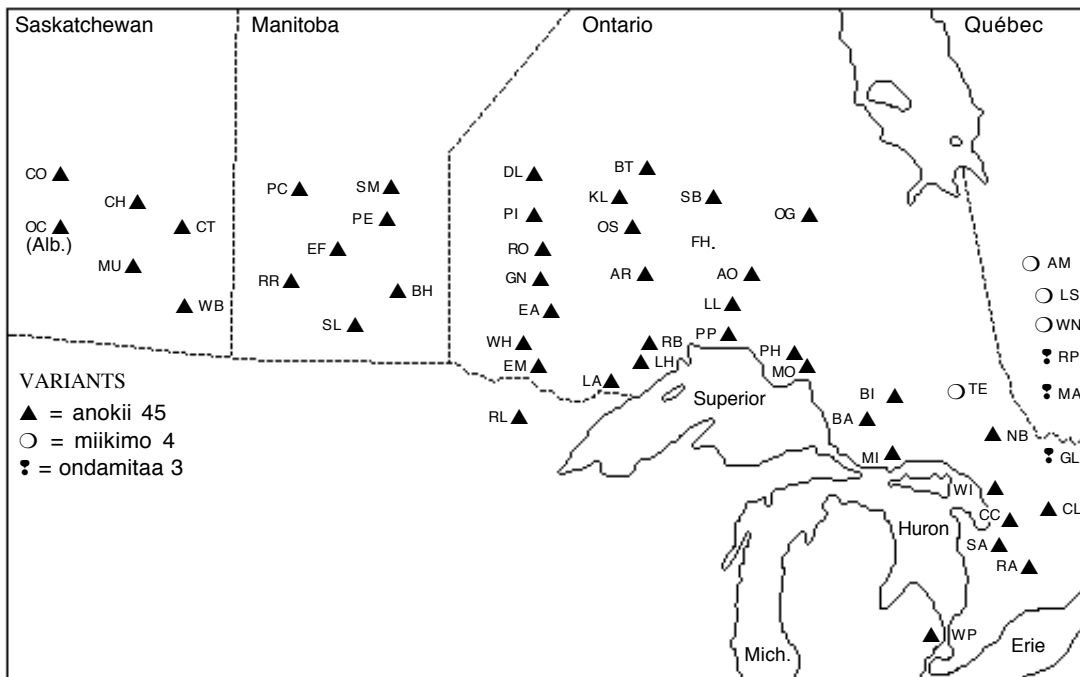 Saskatchewan Manitoba Ontario Québec
CO
PC
SM
DL
BT
CH
KL
SB
OC
(Alb.)
CT
PE
PI
OS
OG
EF
RO
FH.
MU
RR
BH
GN
AR
AO
AM
WB
SL
EA
LL
LS
WH
RB
PP
WN
EM
LH
PH
MO
RP
VARIANTS
LA
▲ = anokii 45
RL
Superior
BI
TE
MA
❍ = miikimo 4
BA
NB
❢ = ondamitaa 3
MI
GL
WI
CC
CL
Huron
SA
RA
WP
Mich.
Erie